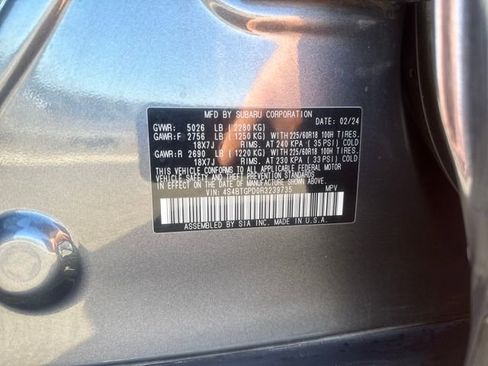 MFD BY SUBARU CORPORATION DATE: 02/24
GVWR: 5026 LB ( 2280 KG)
GAWR:F 2756 LB ( 1250 KG) WITH 225/60R18 100H TIRES,
18X7J RIMS, AT 240 KPA ( 35 PSI) COLD
GAWR:R 2690 LB ( 1220 KG) WITH 225/60R18 100H TIRES,
18X7J RIMS, AT 230 KPA ( 33 PSI) COLD
THIS VEHICLE CONFORMS TO ALL APPLICABLE FEDERAL
MOTOR VEHICLE SAFETY STANDARDS IN EFFECT ON THE
DATE OF MANUFACTURE SHOWN ABOVE.
VIN: 4S4BTGPD0R3239735 MPV
ASSEMBLED BY SIA INC. MADE IN U.S.A.